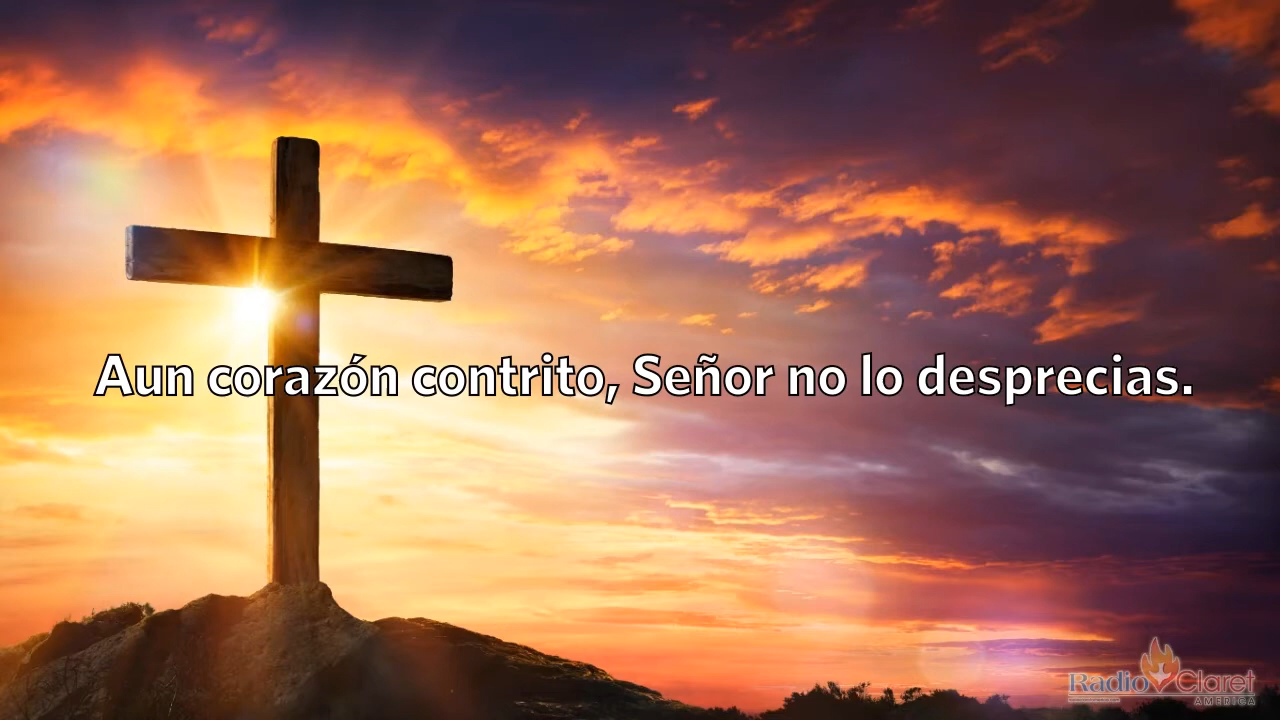 Aun corazón contrito, Señor no lo desprecias.
Radio Claret
AMERICA